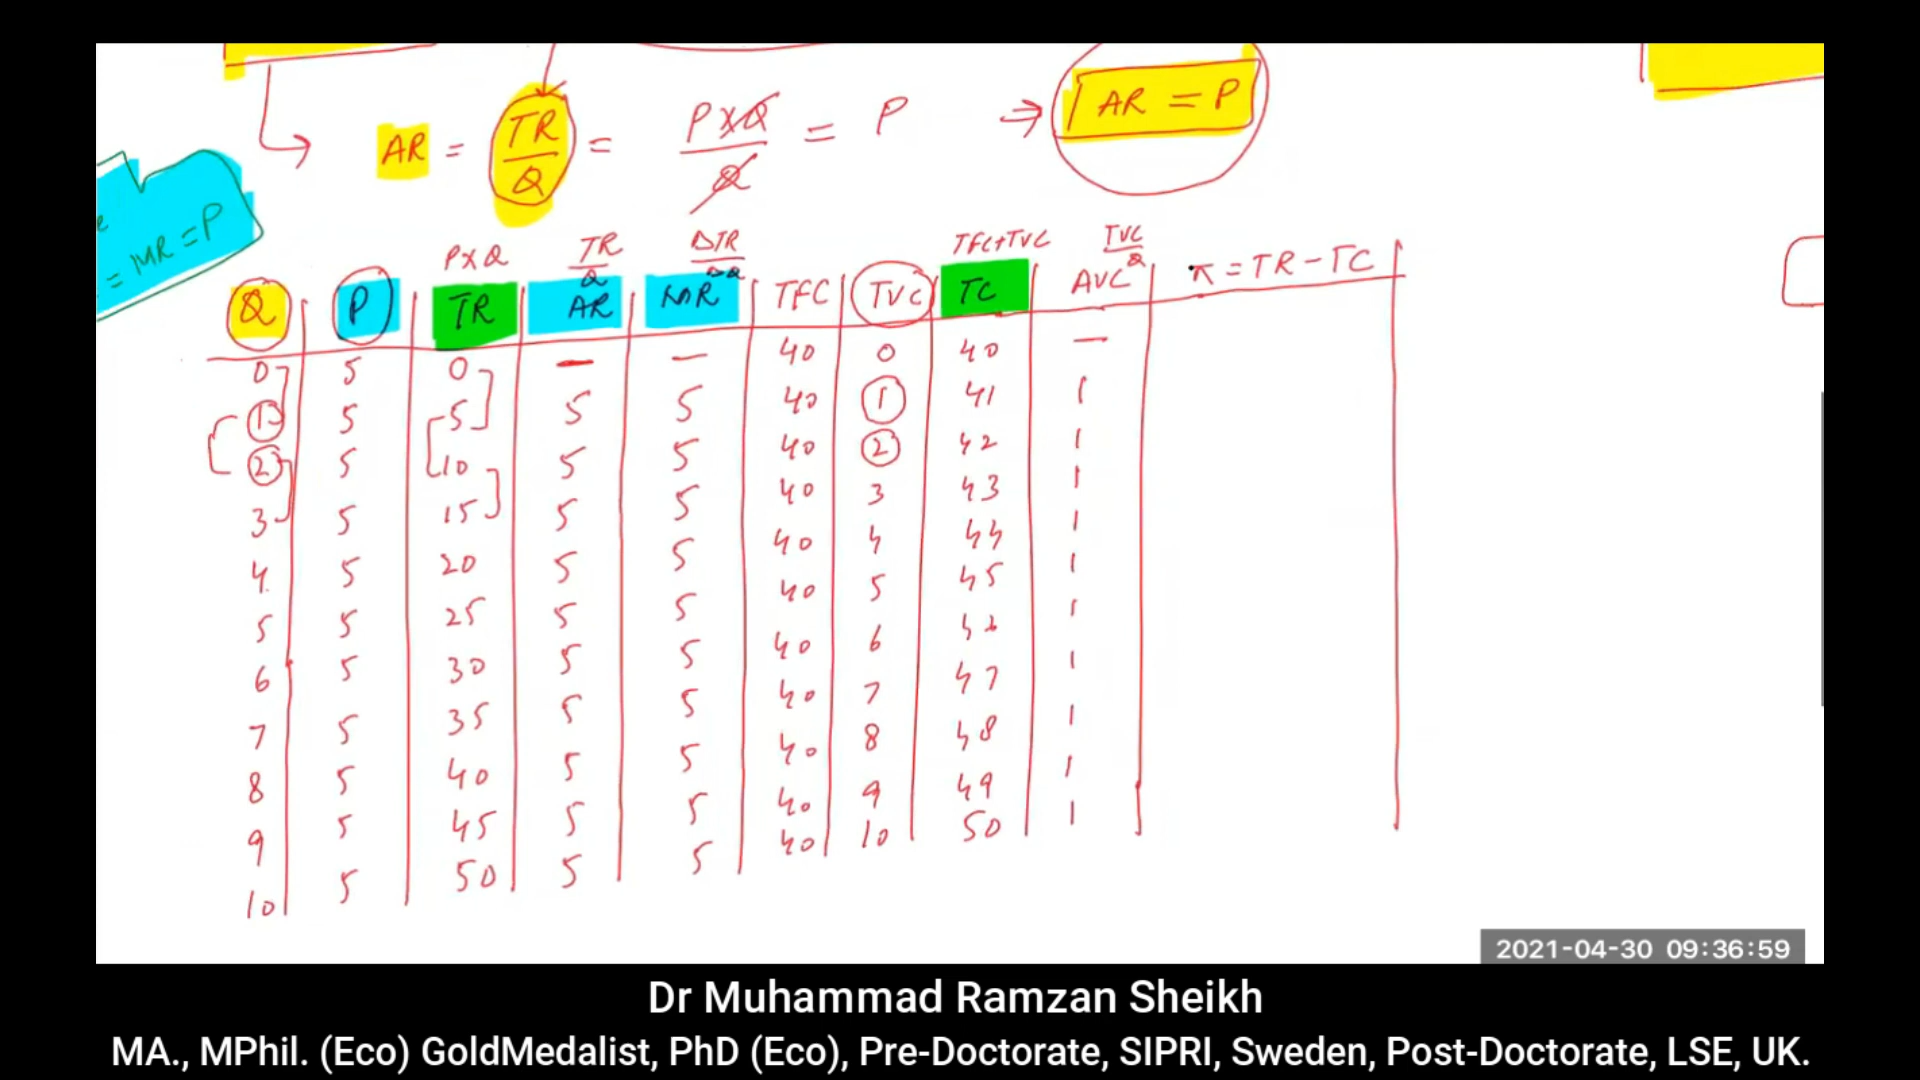 AR = TR/Q = P×Q/Q = P ⇒ AR = P
= MR = P
P×Q TR/Q ΔTR/ΔQ TFC+TVC TVC/Q
Q P TR AR MR TFC TVC TC AVC π = TR - TC
0 5 0 — — 40 0 40 —
1 5 5 5 5 40 1 41 1
2 5 10 5 5 40 2 42 1
3 5 15 5 5 40 3 43 1
4 5 20 5 5 40 4 44 1
5 5 25 5 5 40 5 45 1
6 5 30 5 5 40 6 46 1
7 5 35 5 5 40 7 47 1
8 5 40 5 5 40 8 48 1
9 5 45 5 5 40 9 49 1
10 5 50 5 5 40 10 50 1
2021-04-30 09:36:59
Dr Muhammad Ramzan Sheikh
MA., MPhil. (Eco) GoldMedalist, PhD (Eco), Pre-Doctorate, SIPRI, Sweden, Post-Doctorate, LSE, UK.